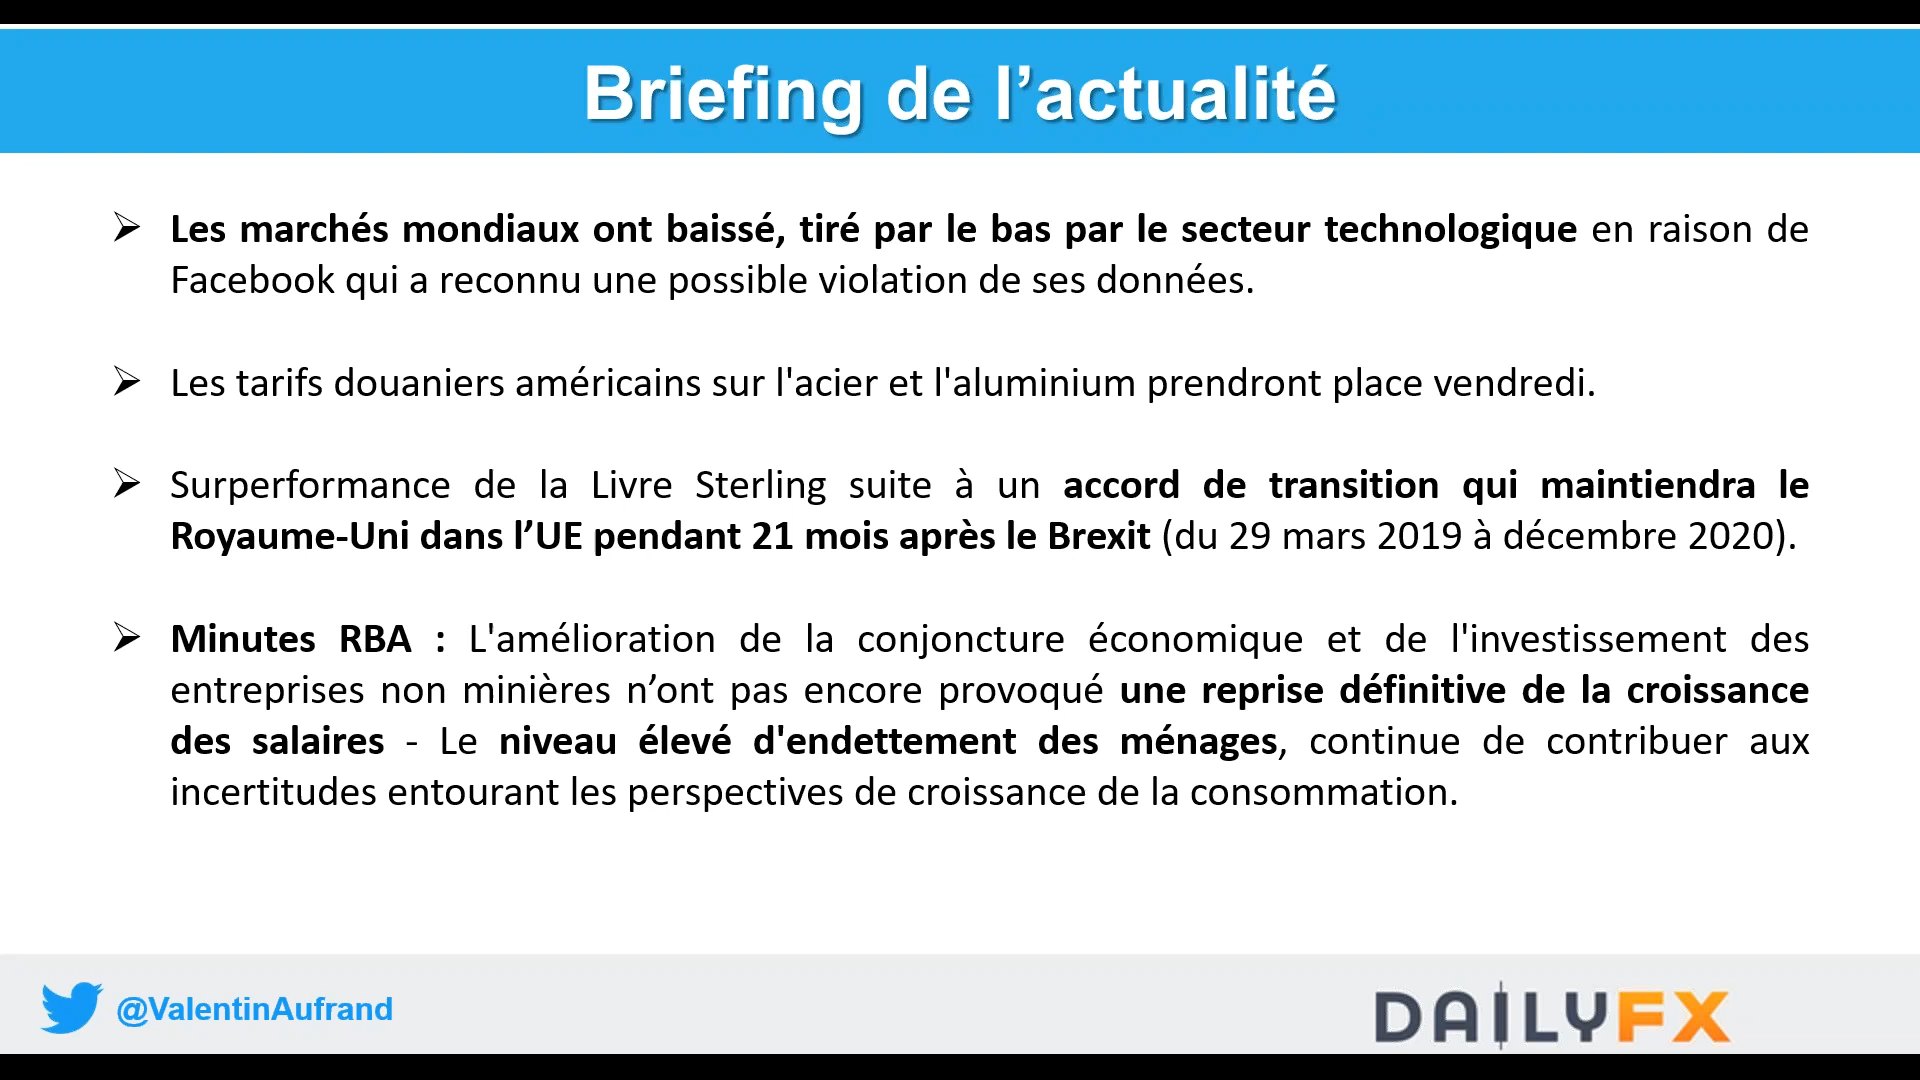 Briefing de l’actualité
Les marchés mondiaux ont baissé, tiré par le bas par le secteur technologique en raison de
Facebook qui a reconnu une possible violation de ses données.
Les tarifs douaniers américains sur l'acier et l'aluminium prendront place vendredi.
Surperformance de la Livre Sterling suite à un accord de transition qui maintiendra le
Royaume-Uni dans l’UE pendant 21 mois après le Brexit (du 29 mars 2019 à décembre 2020).
Minutes RBA : L'amélioration de la conjoncture économique et de l'investissement des
entreprises non minières n’ont pas encore provoqué une reprise définitive de la croissance
des salaires - Le niveau élevé d'endettement des ménages, continue de contribuer aux
incertitudes entourant les perspectives de croissance de la consommation.
@ValentinAufrand
DAILYFX